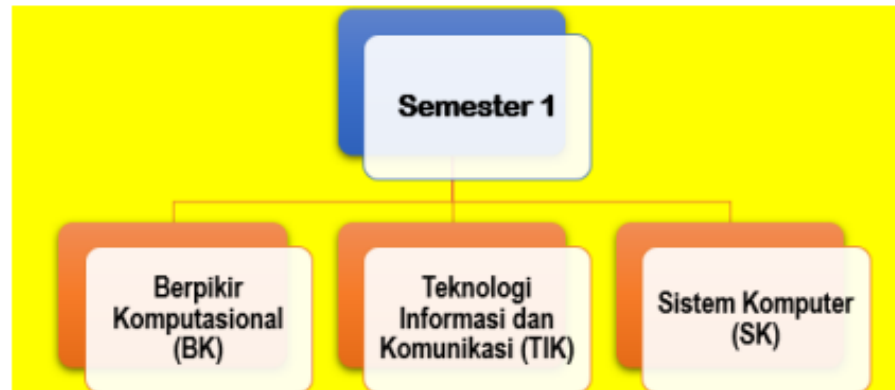 Semester 1
Berpikir
Komputasional
(BK)
Teknologi
Informasi dan
Komunikasi (TIK)
Sistem Komputer
(SK)